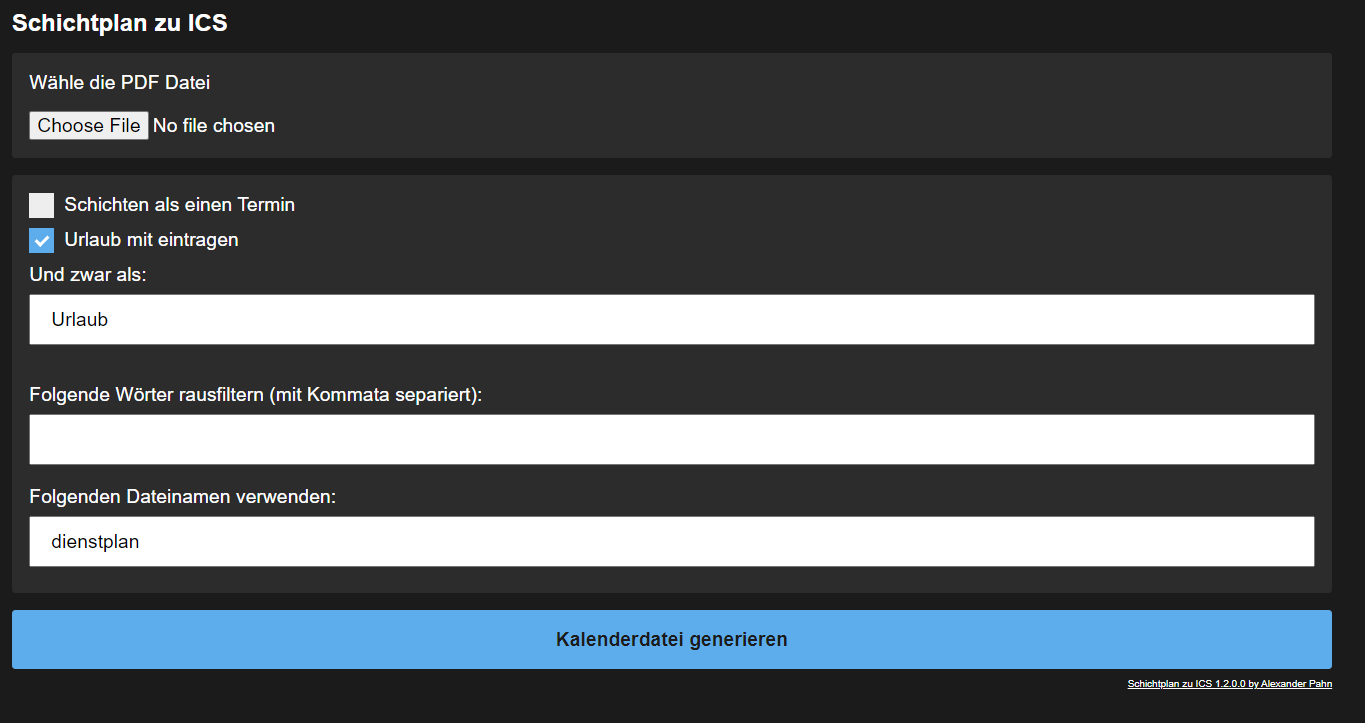 Schichtplan zu ICS
Wähle die PDF Datei
Choose File No file chosen
Schichten als einen Termin
Urlaub mit eintragen
Und zwar als:
Urlaub
Folgende Wörter rausfiltern (mit Kommata separiert):
Folgenden Dateinamen verwenden:
dienstplan
Kalenderdatei generieren
Schichtplan zu ICS 1.2.0.0 by Alexander Pahn